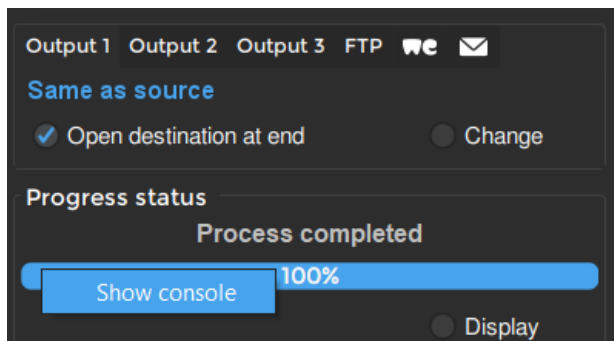 Output 1 Output 2 Output 3 FTP we
Same as source
Open destination at end Change
Progress status
Process completed
100%
Show console
Display